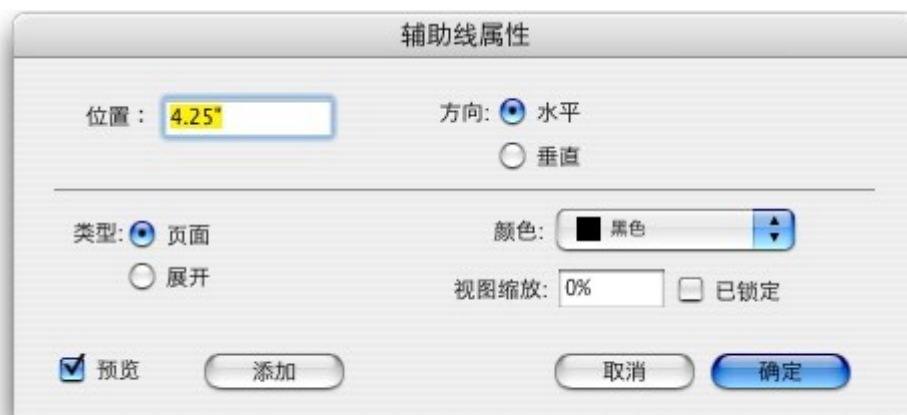 辅助线属性
位置： 4.25" 方向: 水平
垂直
类型: 页面 颜色: 黑色
展开 视图缩放: 0% 已锁定
预览 添加 取消 确定